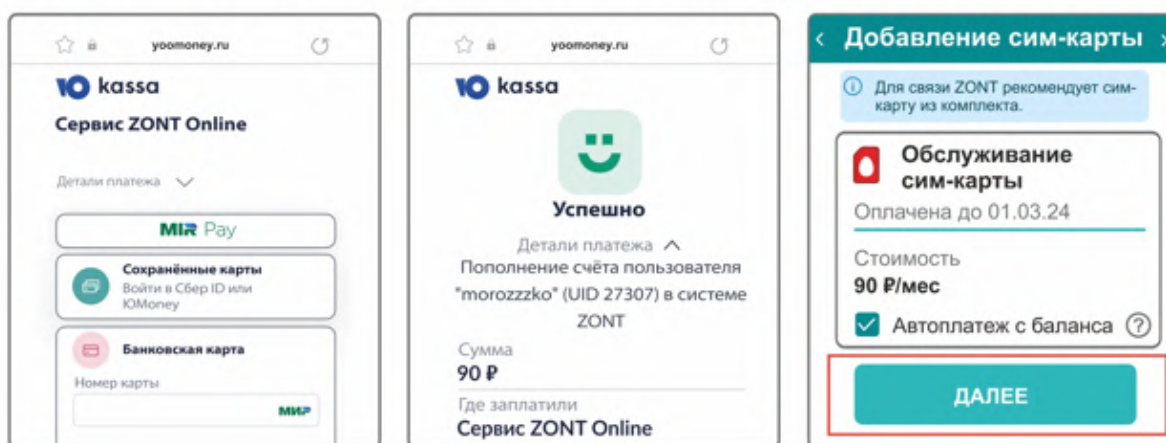 yoomoney.ru
Ю kassa
Сервис ZONT Online
Детали платежа
MIR Pay
Сохранённые карты
Войти в Сбер ID или
ЮMoney
Банковская карта
Номер карты
МИР
yoomoney.ru
Ю kassa
Успешно
Детали платежа
Пополнение счёта пользователя
"morozzzko" (UID 27307) в системе
ZONT
Сумма
90 ₽
Где заплатили
Сервис ZONT Online
Добавление сим-карты
Для связи ZONT рекомендует сим-
карту из комплекта.
Обслуживание
сим-карты
Оплачена до 01.03.24
Стоимость
90 ₽/мес
Автоплатеж с баланса ?
ДАЛЕЕ